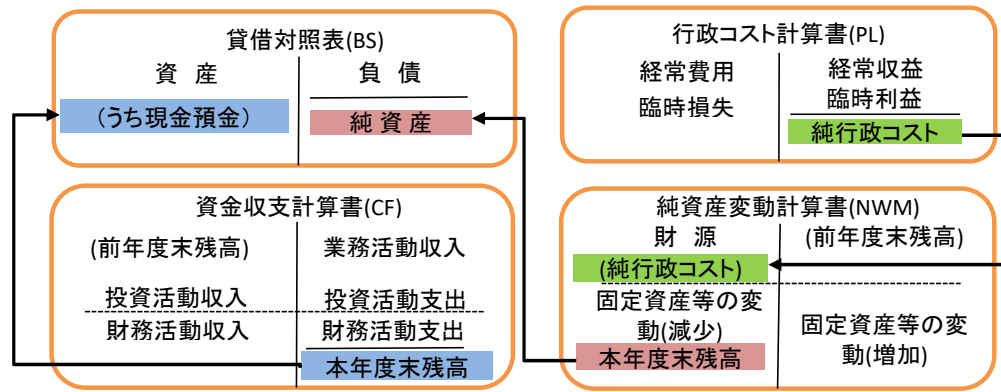 貸借対照表(BS)
資 産
負 債
(うち現金預金)
純 資 産
行政コスト計算書(PL)
経常費用
経常収益
臨時損失
臨時利益
純行政コスト
資金収支計算書(CF)
(前年度末残高)
業務活動収入
投資活動収入
投資活動支出
財務活動収入
財務活動支出
本年度末残高
純資産変動計算書(NWM)
財 源
(前年度末残高)
(純行政コスト)
固定資産等の変
動(減少)
固定資産等の変
動(増加)
本年度末残高